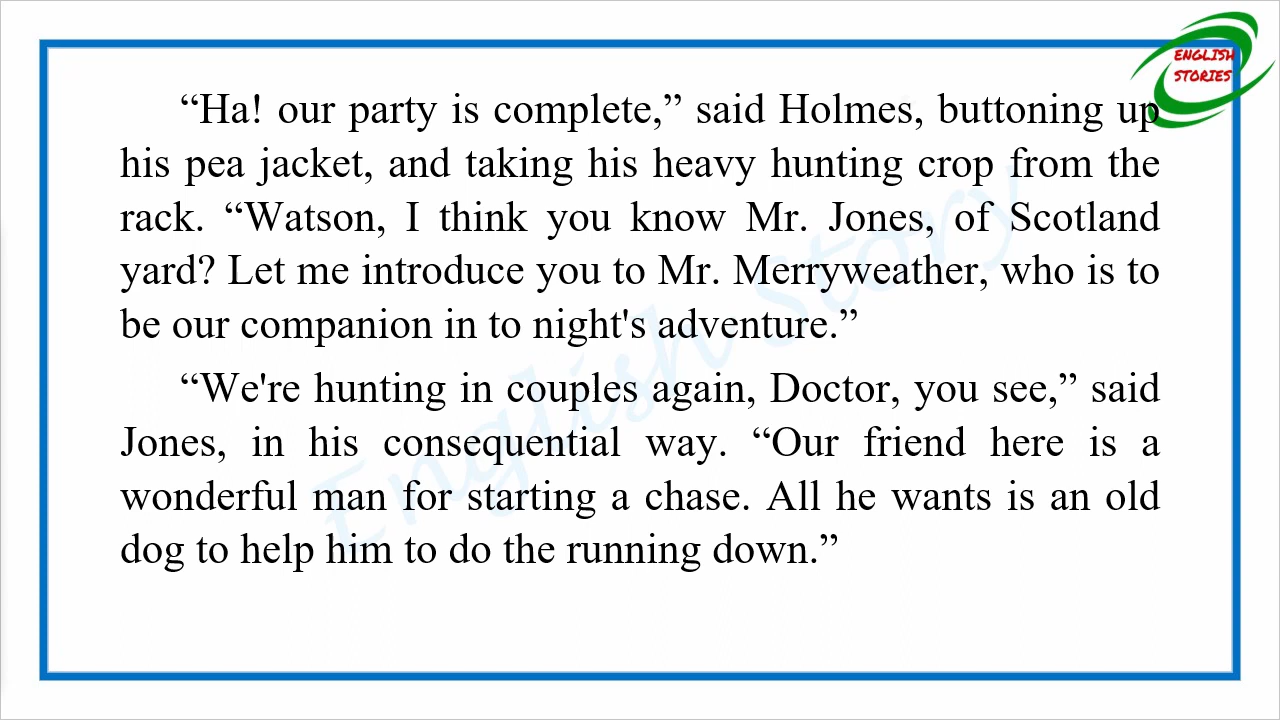 ENGLISH
STORIES
“Ha! our party is complete,” said Holmes, buttoning up
his pea jacket, and taking his heavy hunting crop from the
rack. “Watson, I think you know Mr. Jones, of Scotland
yard? Let me introduce you to Mr. Merryweather, who is to
be our companion in to night's adventure.”
“We're hunting in couples again, Doctor, you see,” said
Jones, in his consequential way. “Our friend here is a
wonderful man for starting a chase. All he wants is an old
dog to help him to do the running down.”
English Story